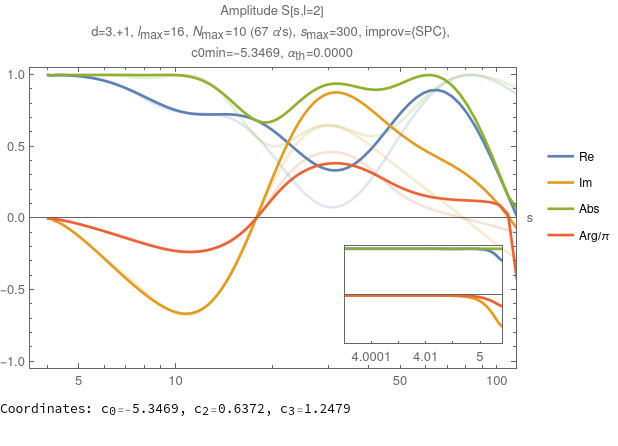 Amplitude S[s,l=2]
d=3.+1, lmax=16, Nmax=10 (67 α's), smax=300, improv={SPC},
c0min=−5.3469, αth=0.0000
1.0
0.5
0.0
−0.5
−1.0
s
Re
Im
Abs
Arg/π
4.0001 4.01 5
5 10 50 100
Coordinates: c₀=−5.3469, c₂=0.6372, c₃=1.2479